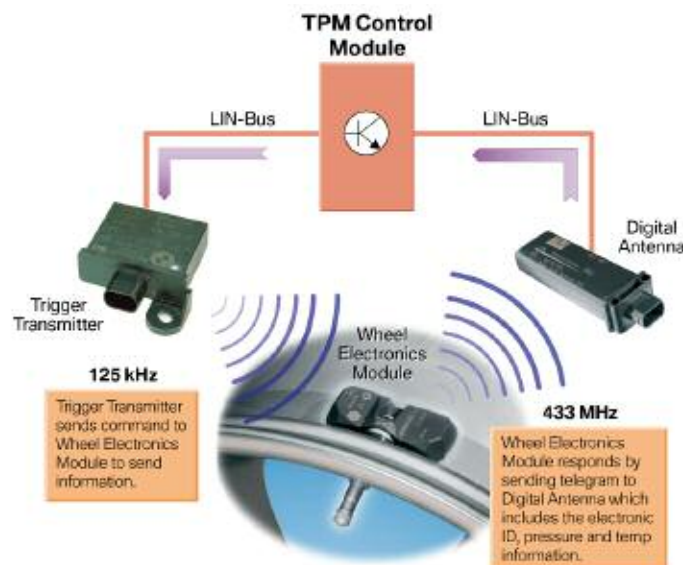 TPM Control
Module
LIN-Bus
LIN-Bus
Digital
Antenna
Trigger
Transmitter
Wheel
Electronics
Module
125 kHz
433 MHz
Trigger Transmitter
sends command to
Wheel Electronics
Module to send
information.
Wheel Electronics
Module responds by
sending telegram to
Digital Antenna which
includes the electronic
ID, pressure and temp
information.